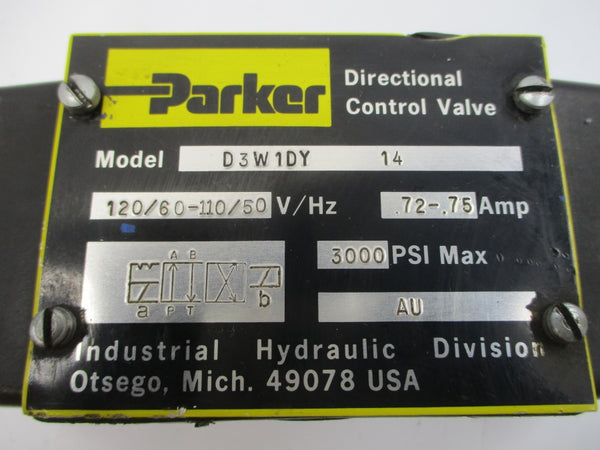 Parker
Directional
Control Valve
Model D3W1DY 14
120/60-110/50 V/Hz .72-.75 Amp
3000 PSI Max
A B
a P T b
AU
Industrial Hydraulic Division
Otsego, Mich. 49078 USA